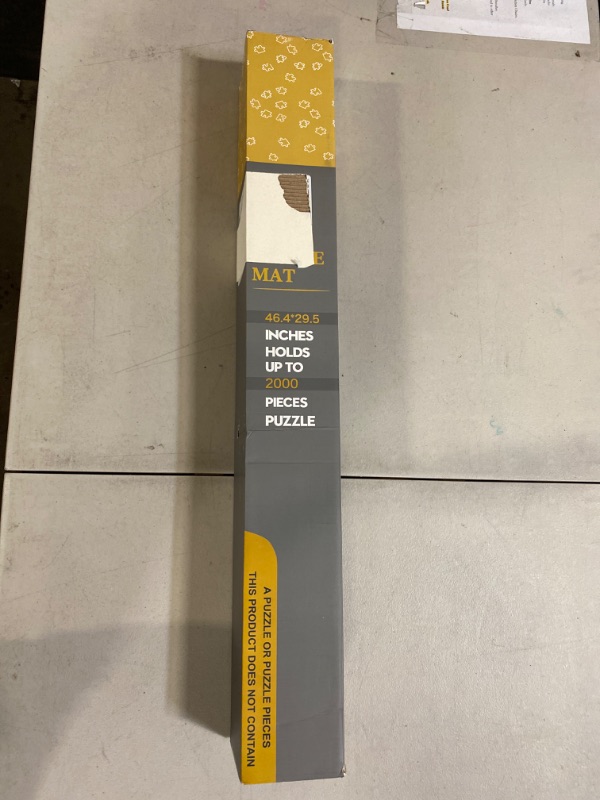 E
MAT
46.4*29.5
INCHES
HOLDS
UP TO
2000
PIECES
PUZZLE
THIS PRODUCT DOES NOT CONTAIN
A PUZZLE OR PUZZLE PIECES